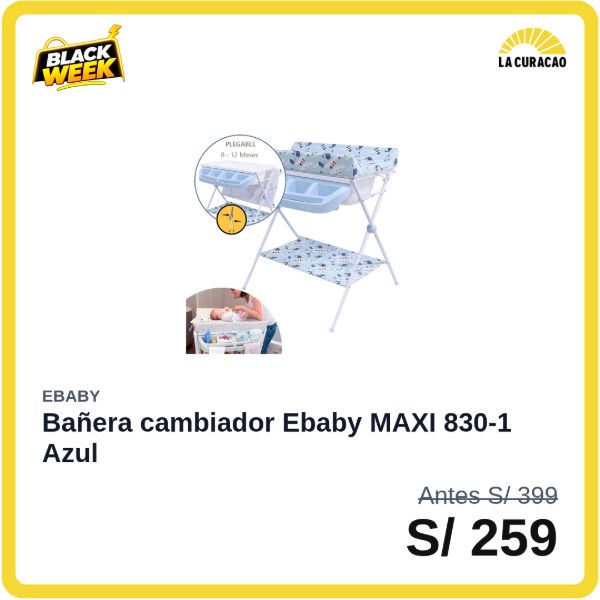 BLACK
WEEK
LA CURACAO
PLEGABLE
0 - 12 Meses
EBABY
Bañera cambiador Ebaby MAXI 830-1
Azul
Antes S/ 399
S/ 259